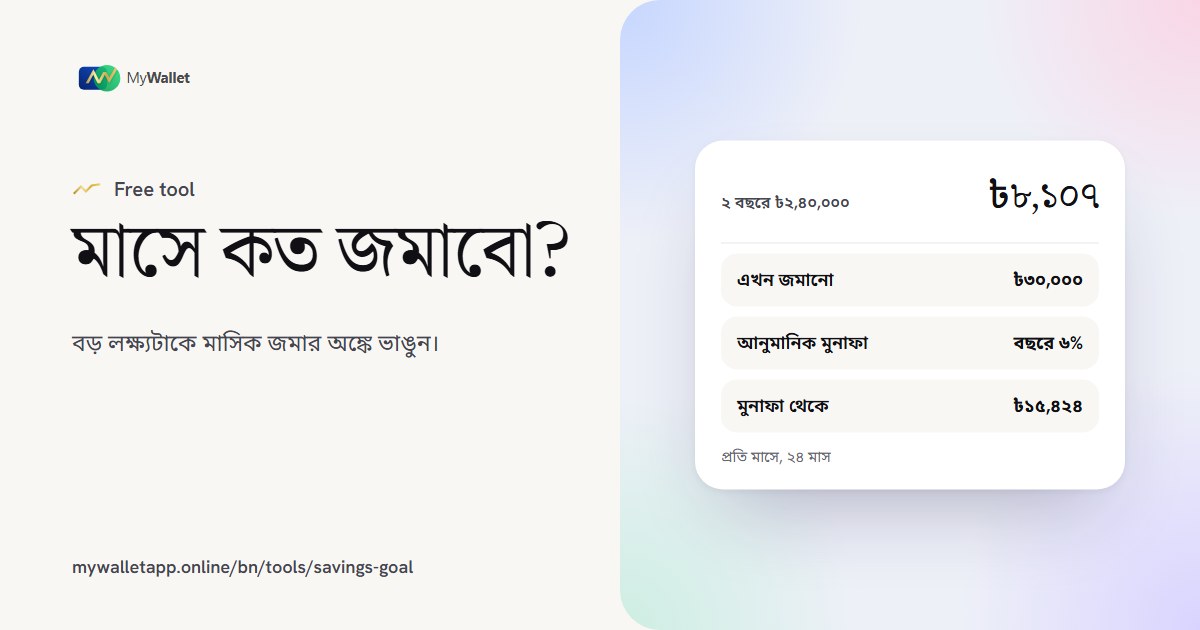 MyWallet
Free tool
মাসে কত জমাবো?
বড় লক্ষ্যটাকে মাসিক জমার অঙ্কে ভাঙুন।
mywalletapp.online/bn/tools/savings-goal
২ বছরে ৳২,৪০,০০০ ৳৮,১০৭
এখন জমানো ৳৩০,০০০
আনুমানিক মুনাফা বছরে ৬%
মুনাফা থেকে ৳১৫,৪২৪
প্রতি মাসে, ২৪ মাস